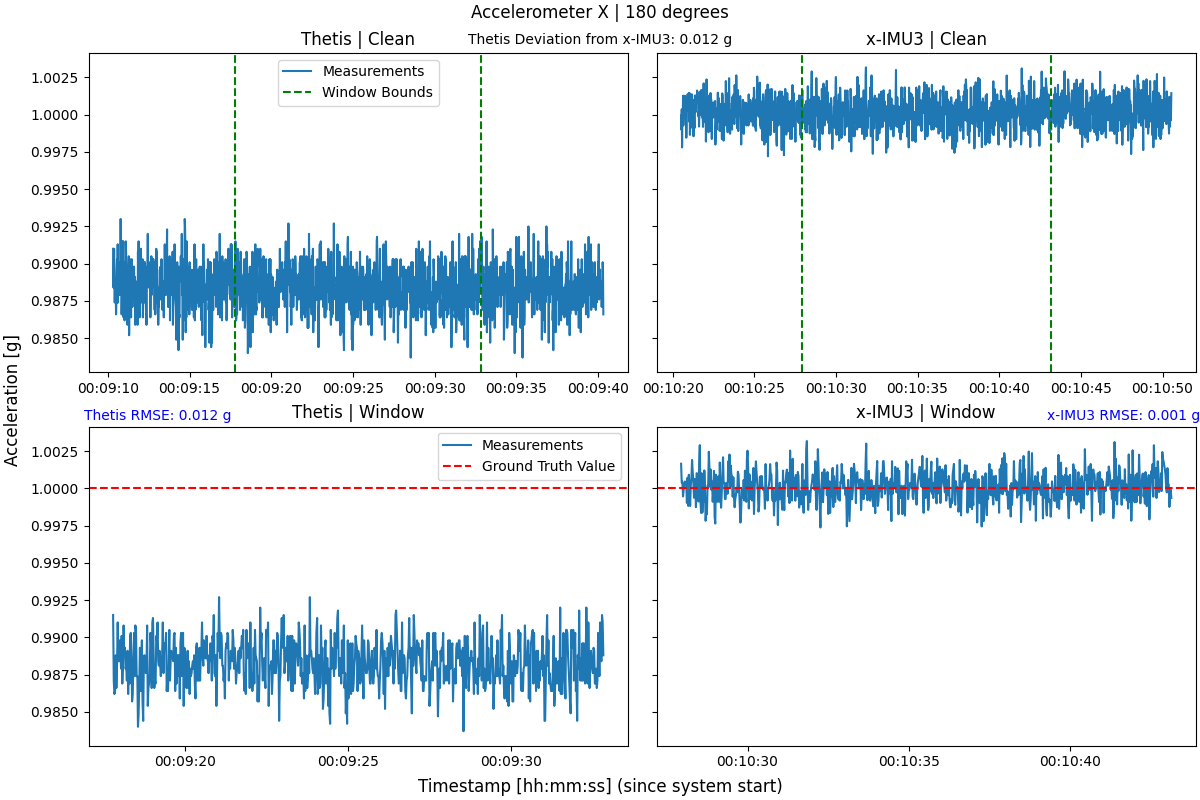 Accelerometer X | 180 degrees
Thetis | Clean
Thetis Deviation from x-IMU3: 0.012 g
x-IMU3 | Clean
Measurements
Window Bounds
1.0025
1.0000
0.9975
0.9950
0.9925
0.9900
0.9875
0.9850
00:09:10 00:09:15 00:09:20 00:09:25 00:09:30 00:09:35 00:09:40
00:10:20 00:10:25 00:10:30 00:10:35 00:10:40 00:10:45 00:10:50
Acceleration [g]
Thetis RMSE: 0.012 g
Thetis | Window
x-IMU3 | Window
x-IMU3 RMSE: 0.001 g
Measurements
Ground Truth Value
1.0025
1.0000
0.9975
0.9950
0.9925
0.9900
0.9875
0.9850
00:09:20 00:09:25 00:09:30
00:10:30 00:10:35 00:10:40
Timestamp [hh:mm:ss] (since system start)